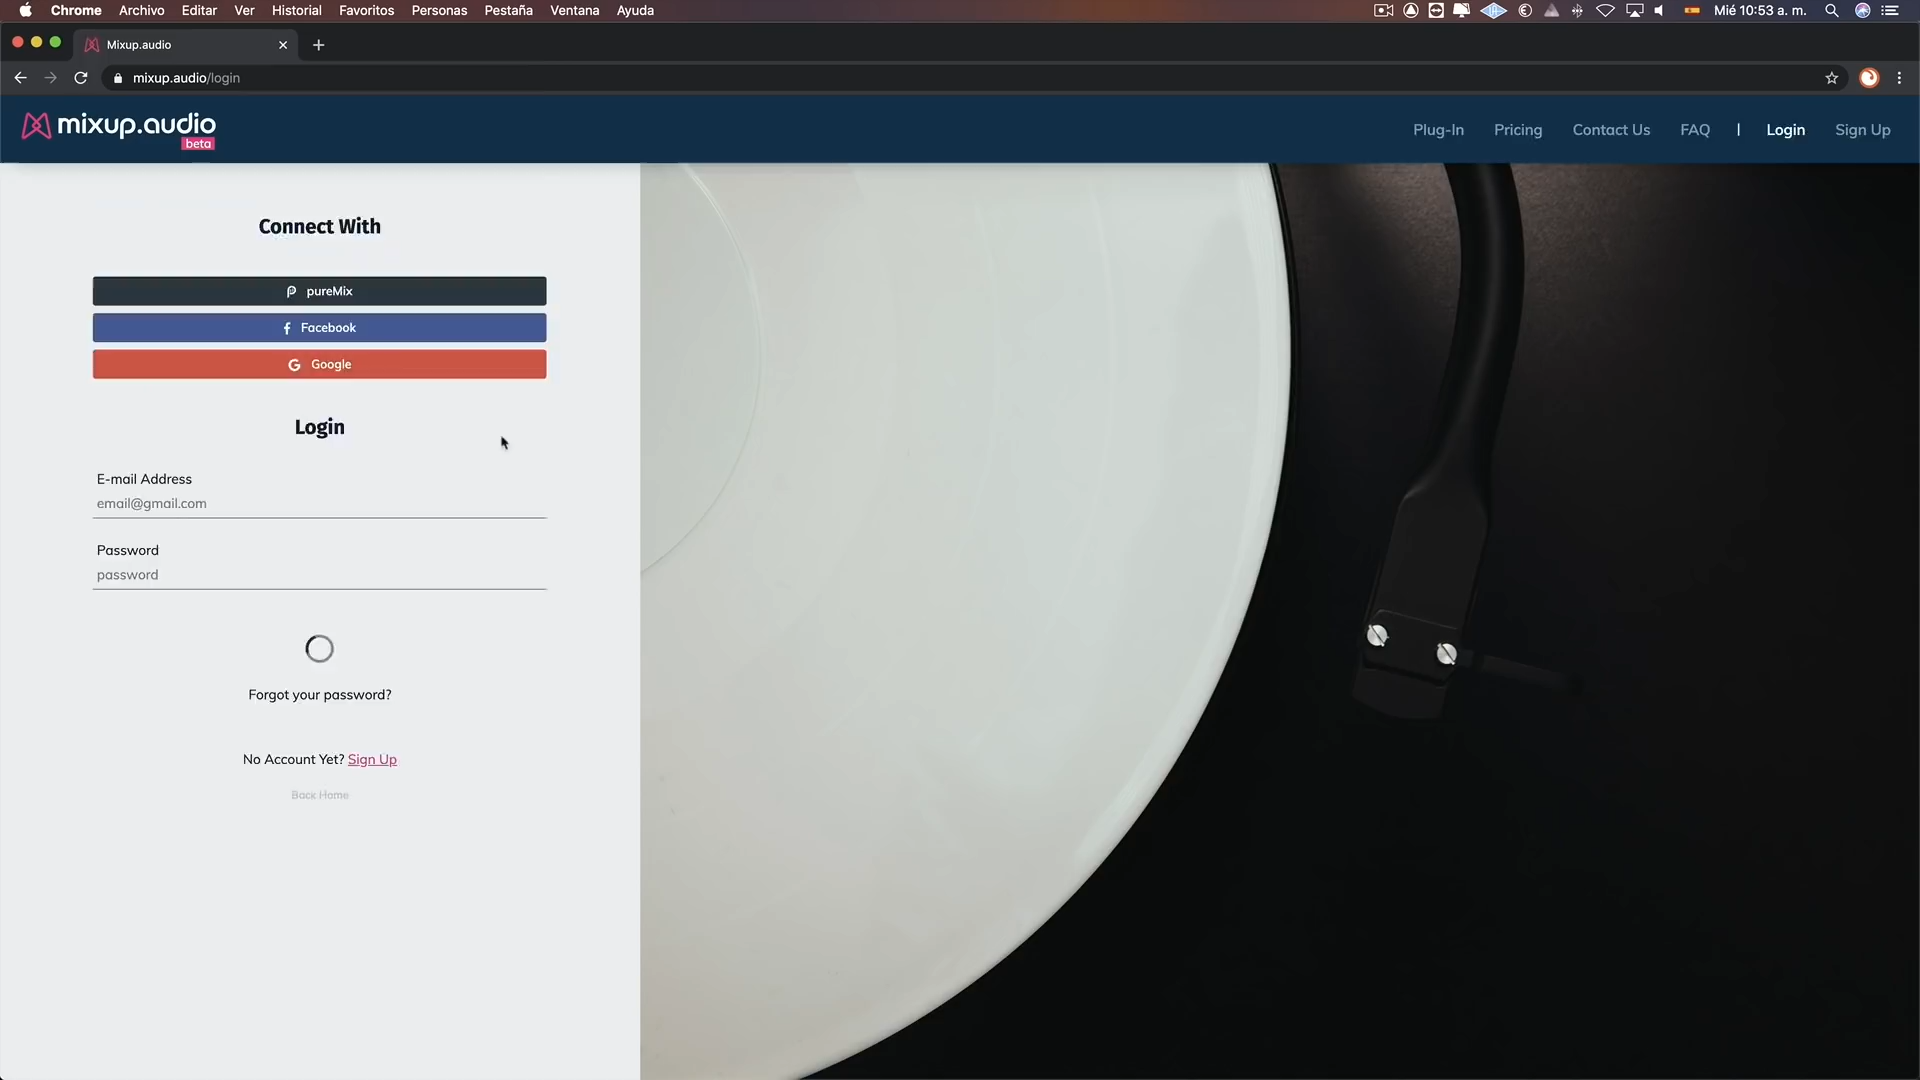 Chrome Archivo Editar Ver Historial Favoritos Personas Pestaña Ventana Ayuda Mié 10:53 a. m.
Mixup.audio
mixup.audio/login
mixup.audio
beta
Plug-In Pricing Contact Us FAQ | Login Sign Up
Connect With
pureMix
Facebook
Google
Login
E-mail Address
email@gmail.com
Password
password
Forgot your password?
No Account Yet? Sign Up
Back Home